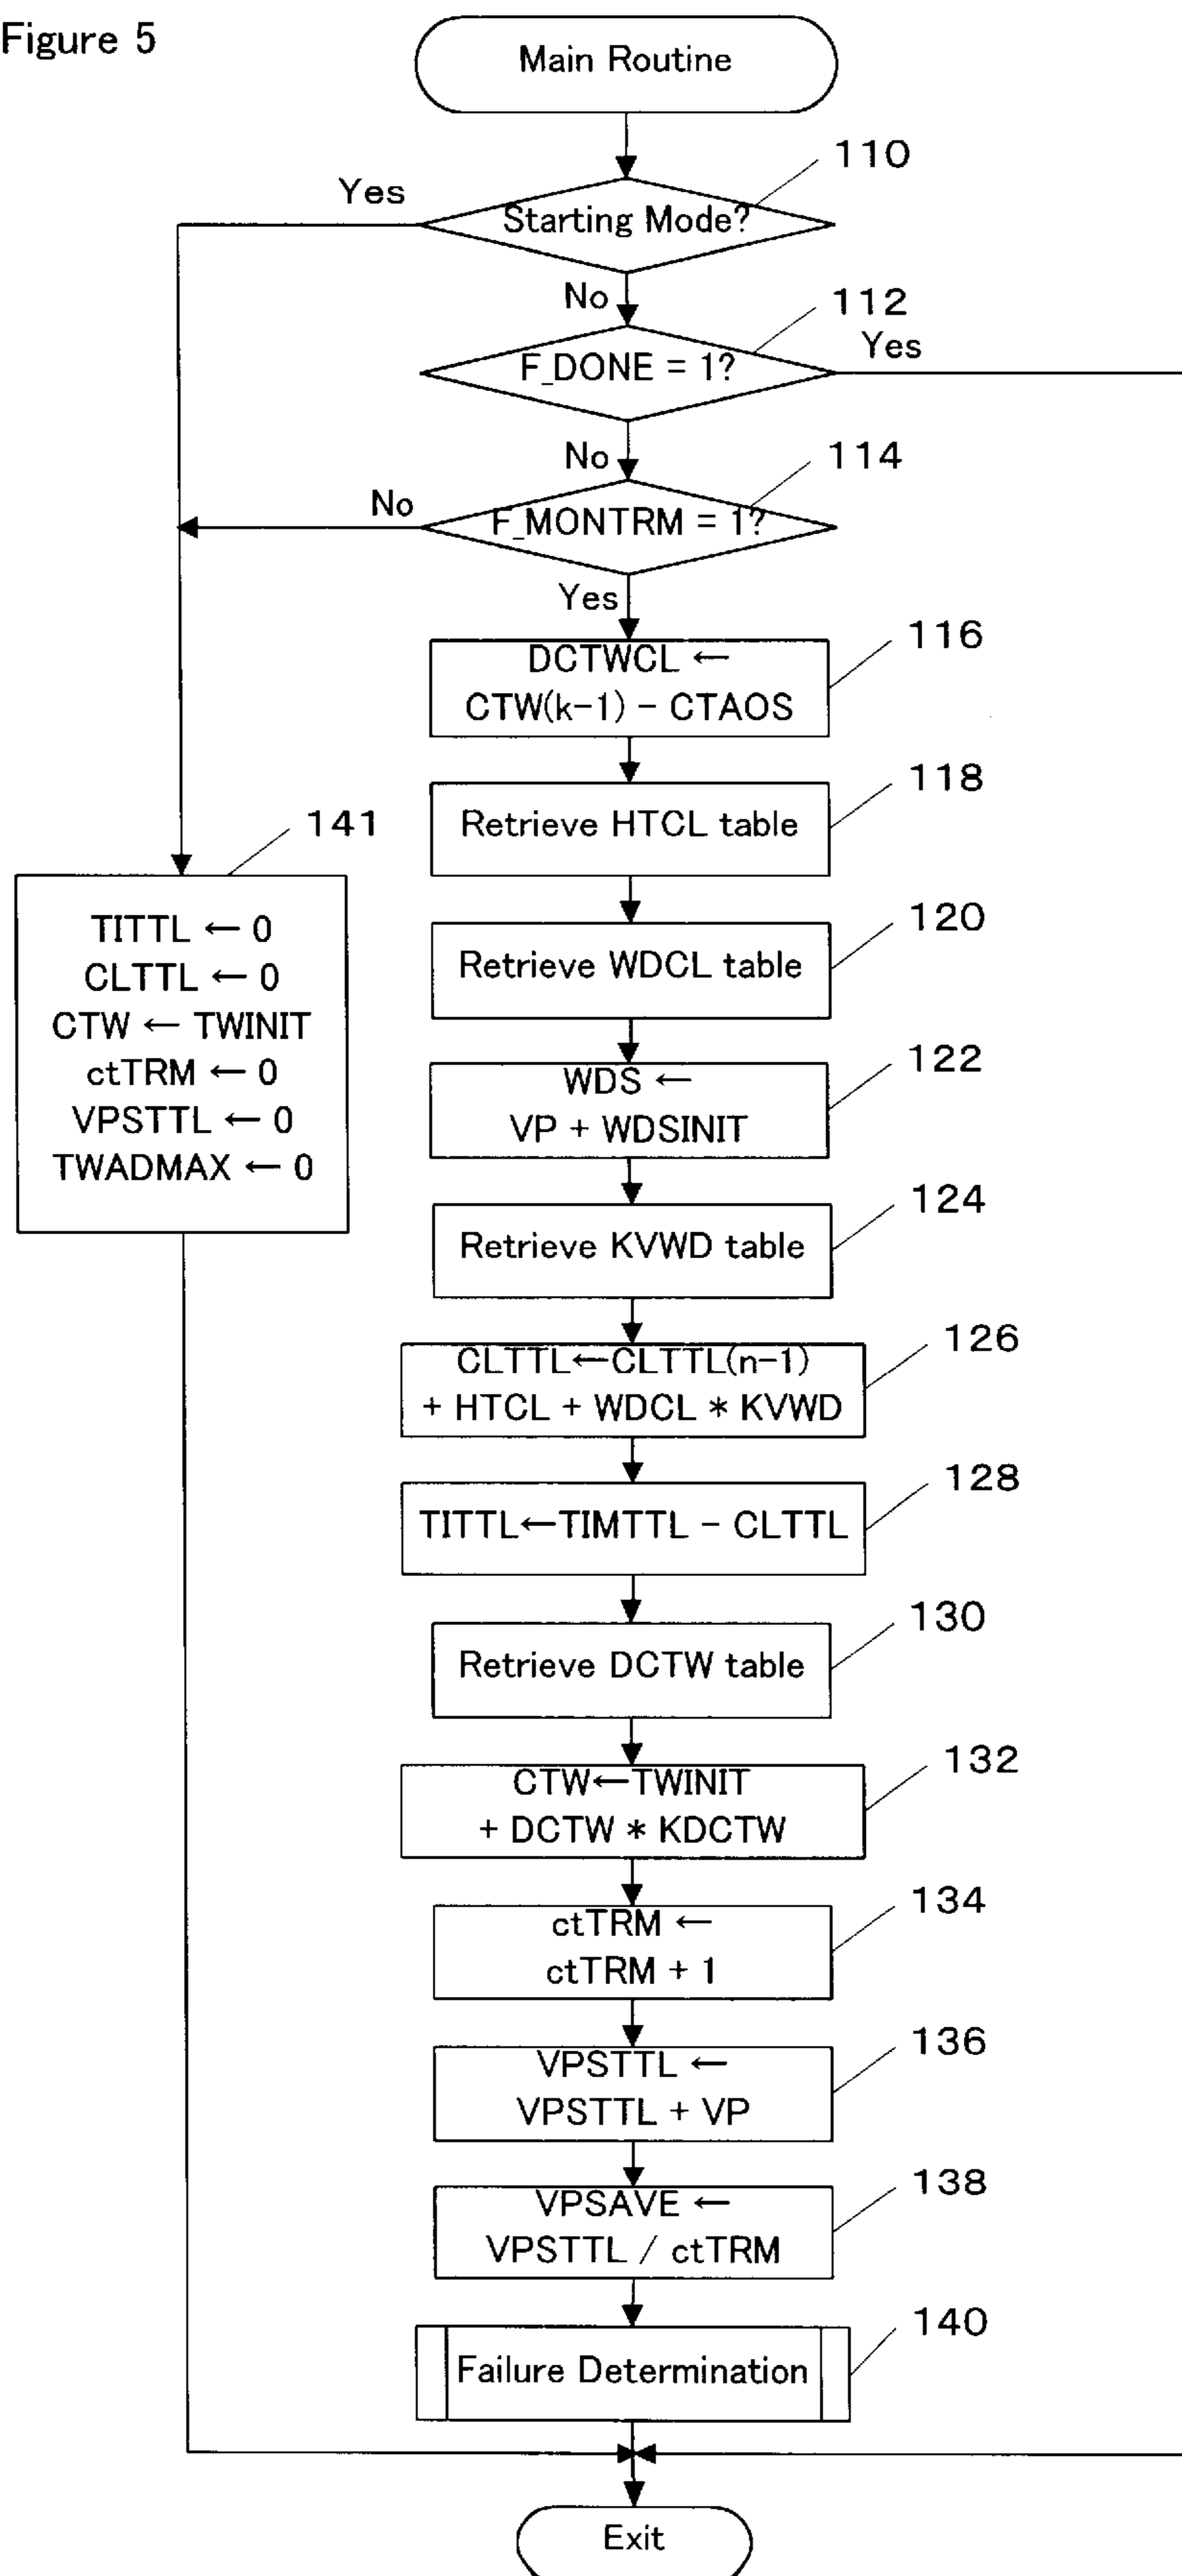 Figure 5
Main Routine
110
Yes
Starting Mode?
No
112
Yes
F_DONE = 1?
No
114
No
F_MONTRM = 1?
Yes
116
DCTWCL ←
CTW(k-1) - CTAOS
118
Retrieve HTCL table
141
TITTL ← 0
CLTTL ← 0
CTW ← TWINIT
ctTRM ← 0
VPSTTL ← 0
TWADMAX ← 0
120
Retrieve WDCL table
122
WDS ←
VP + WDSINIT
124
Retrieve KVWD table
126
CLTTL←CLTTL(n-1)
+ HTCL + WDCL * KVWD
128
TITTL←TIMTTL - CLTTL
130
Retrieve DCTW table
132
CTW←TWINIT
+ DCTW * KDCTW
134
ctTRM ←
ctTRM + 1
136
VPSTTL ←
VPSTTL + VP
138
VPSAVE ←
VPSTTL / ctTRM
140
Failure Determination
Exit